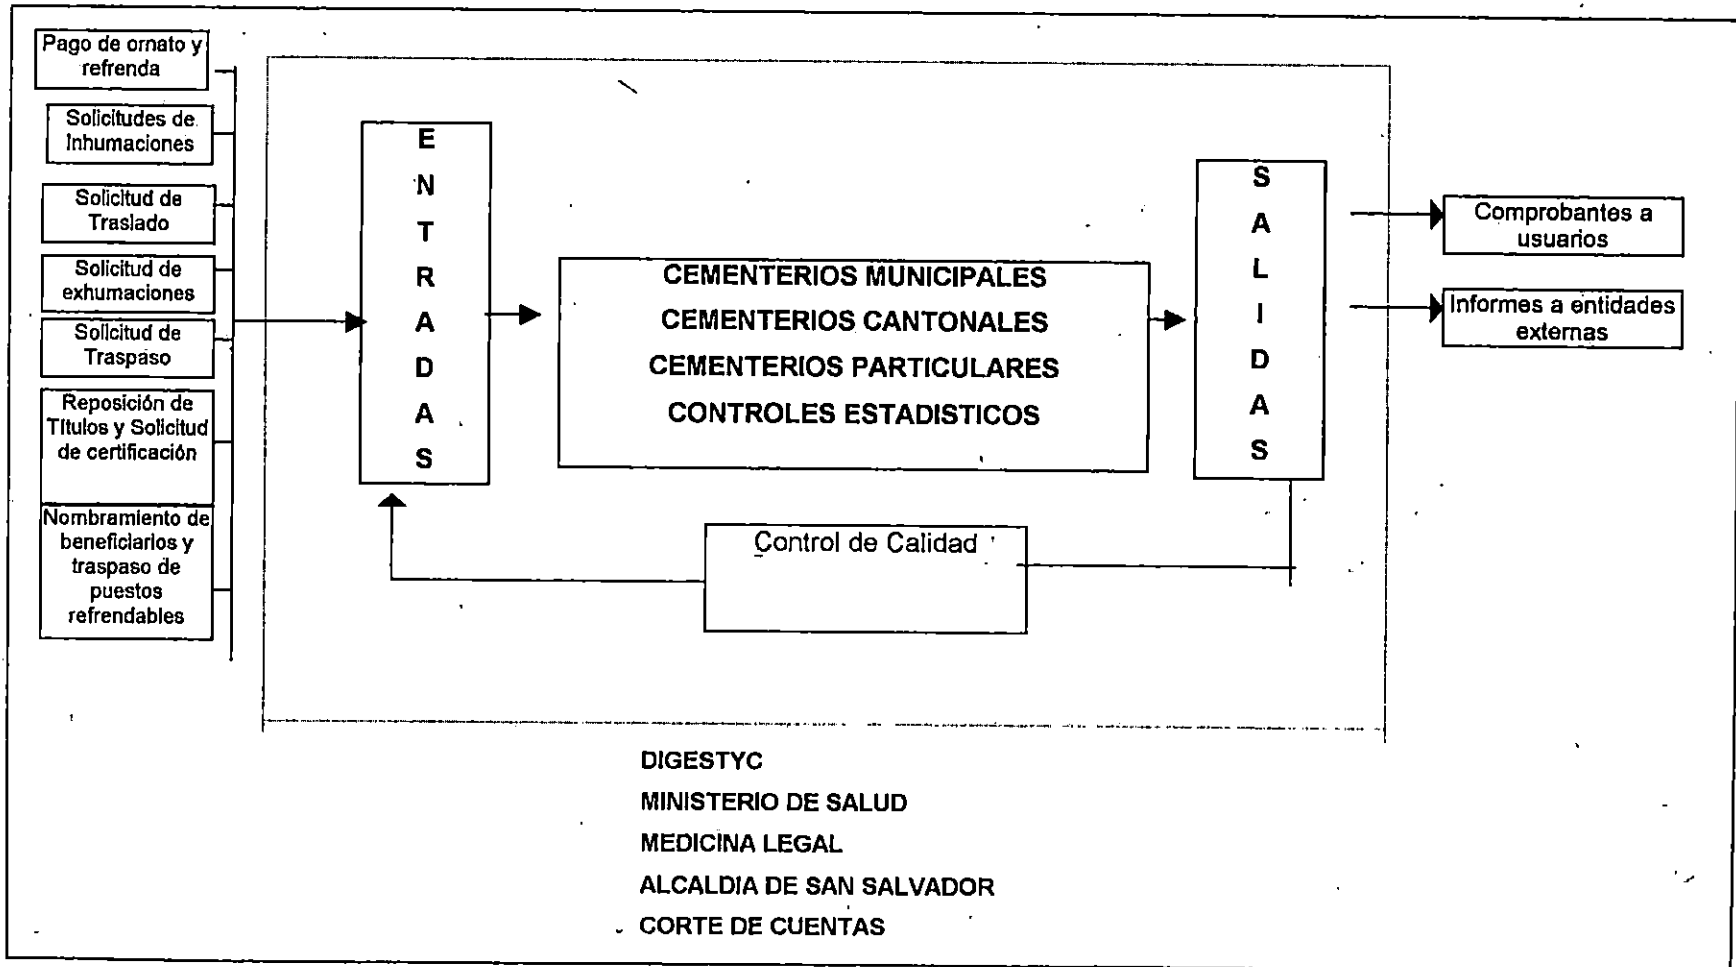 Pago de ornato y
refrenda
Solicitudes de
Inhumaciones
Solicitud de
Traslado
Solicitud de
exhumaciones
Solicitud de
Traspaso
Reposición de
Títulos y Solicitud
de certificación
Nombramiento de
beneficiarios y
traspaso de
puestos
refrendables
E
N
T
R
A
D
A
S
CEMENTERIOS MUNICIPALES
CEMENTERIOS CANTONALES
CEMENTERIOS PARTICULARES
CONTROLES ESTADISTICOS
Control de Calidad
S
A
L
I
D
A
S
Comprobantes a
usuarios
Informes a entidades
externas
DIGESTYC
MINISTERIO DE SALUD
MEDICINA LEGAL
ALCALDIA DE SAN SALVADOR
CORTE DE CUENTAS